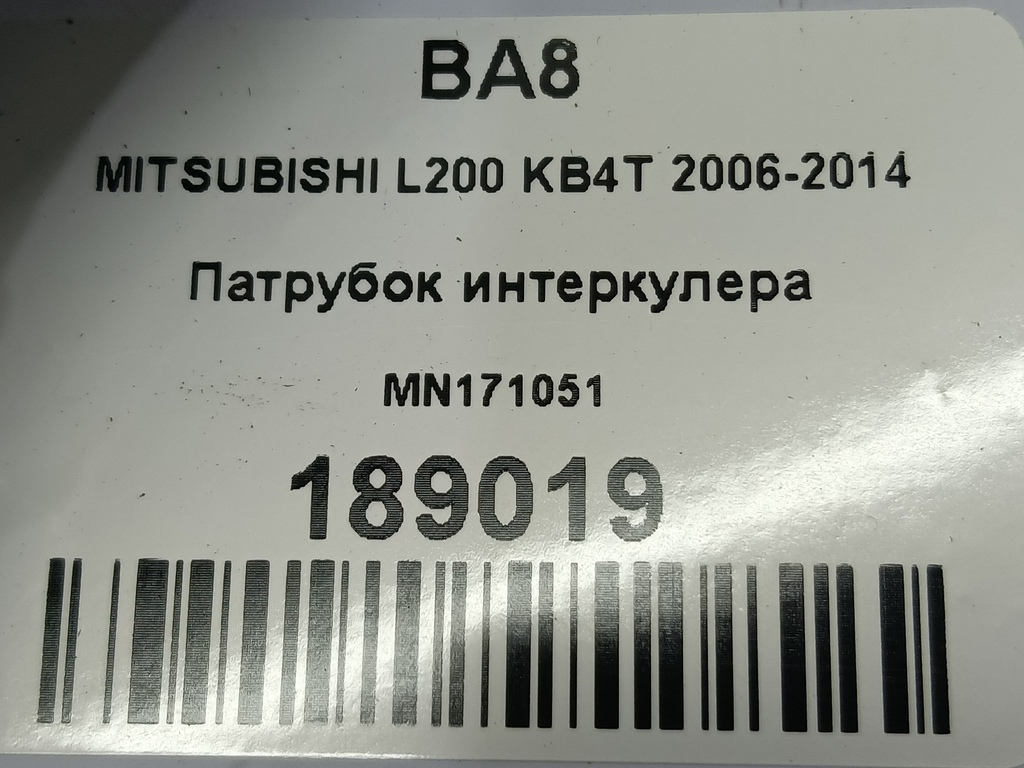 BA8
MITSUBISHI L200 KB4T 2006-2014
Патрубок интеркулера
MN171051
189019